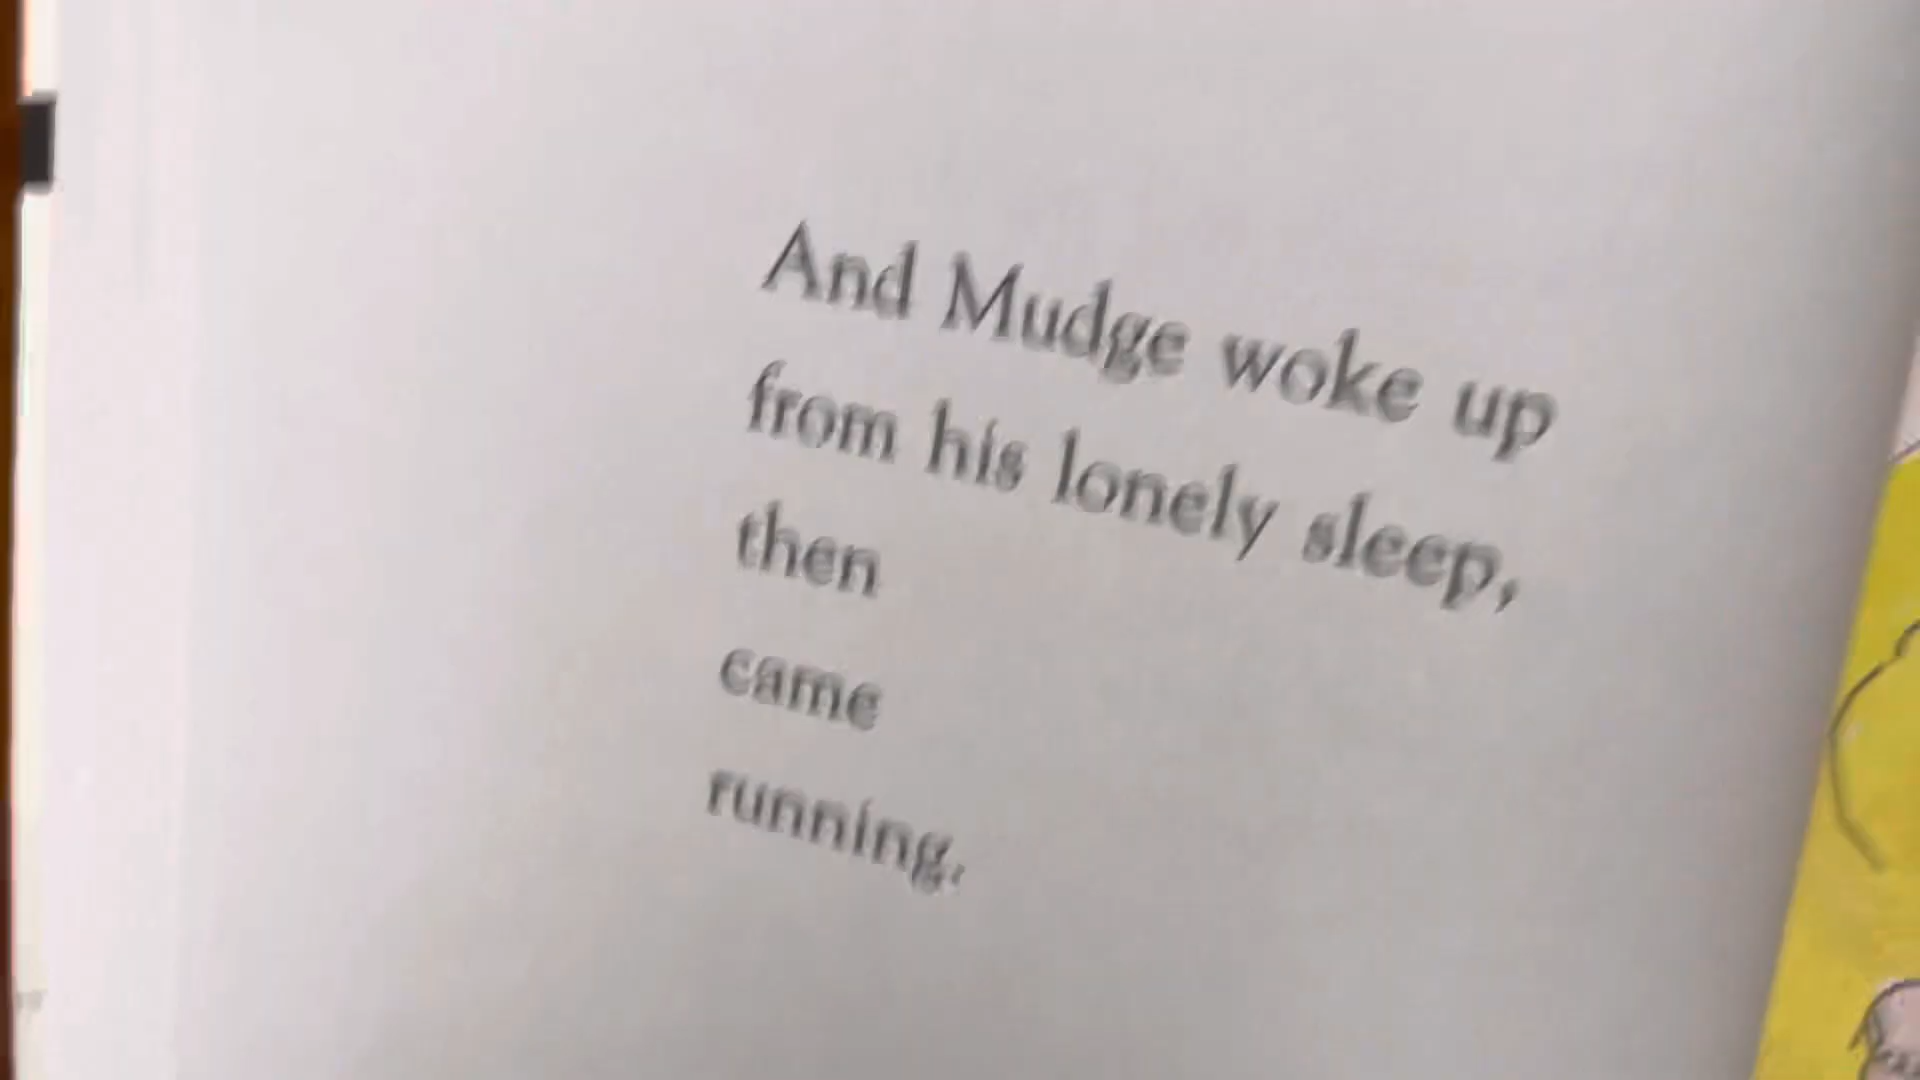 And Mudge woke up
from his lonely sleep,
then
came
running.